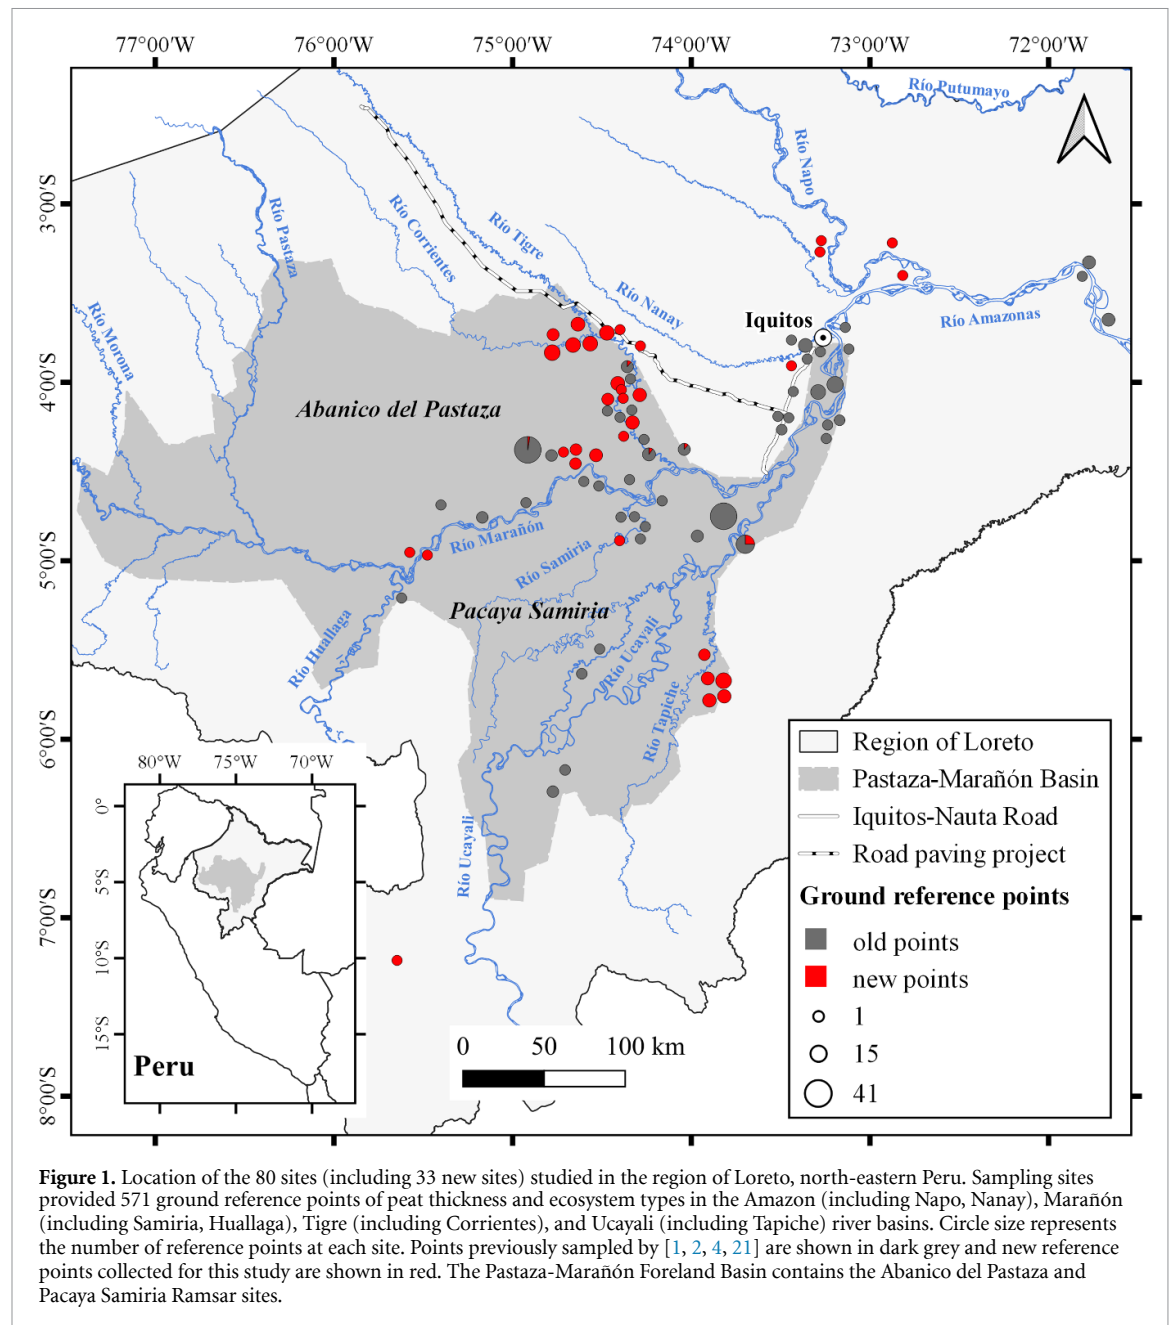 77°00'W 76°00'W 75°00'W 74°00'W 73°00'W 72°00'W
3°00'S
4°00'S
5°00'S
6°00'S
7°00'S
8°00'S
Río Putumayo
Río Napo
Río Pastaza
Río Corrientes
Río Tigre
Río Nanay
Río Morona
Iquitos
Río Amazonas
Abanico del Pastaza
Río Marañón
Río Samiria
Pacaya Samiria
Río Huallaga
Río Ucayali
Río Tapiche
Río Ucayali
80°W 75°W 70°W
0°
5°S
10°S
15°S
Peru
0 50 100 km
Region of Loreto
Pastaza-Marañón Basin
Iquitos-Nauta Road
Road paving project
Ground reference points
old points
new points
1
15
41
Figure 1. Location of the 80 sites (including 33 new sites) studied in the region of Loreto, north-eastern Peru. Sampling sites
provided 571 ground reference points of peat thickness and ecosystem types in the Amazon (including Napo, Nanay), Marañón
(including Samiria, Huallaga), Tigre (including Corrientes), and Ucayali (including Tapiche) river basins. Circle size represents
the number of reference points at each site. Points previously sampled by [1, 2, 4, 21] are shown in dark grey and new reference
points collected for this study are shown in red. The Pastaza-Marañón Foreland Basin contains the Abanico del Pastaza and
Pacaya Samiria Ramsar sites.